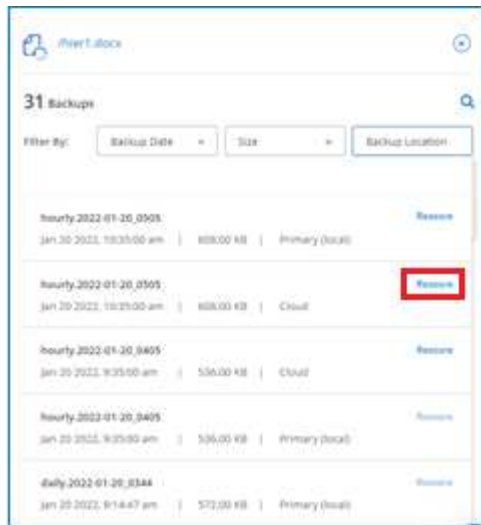 /hier1.docx
31 Backups
Filter By: Backup Date Size Backup Location
hourly.2022-01-20_0505 Restore
Jan 20 2022, 10:35:00 am | 608.00 KB | Primary (local)
hourly.2022-01-20_0505 Restore
Jan 20 2022, 10:35:00 am | 608.00 KB | Cloud
hourly.2022-01-20_0405 Restore
Jan 20 2022, 9:35:00 am | 536.00 KB | Cloud
hourly.2022-01-20_0405 Restore
Jan 20 2022, 9:35:00 am | 536.00 KB | Primary (local)
daily.2022-01-20_0344 Restore
Jan 20 2022, 9:14:47 am | 572.00 KB | Primary (local)